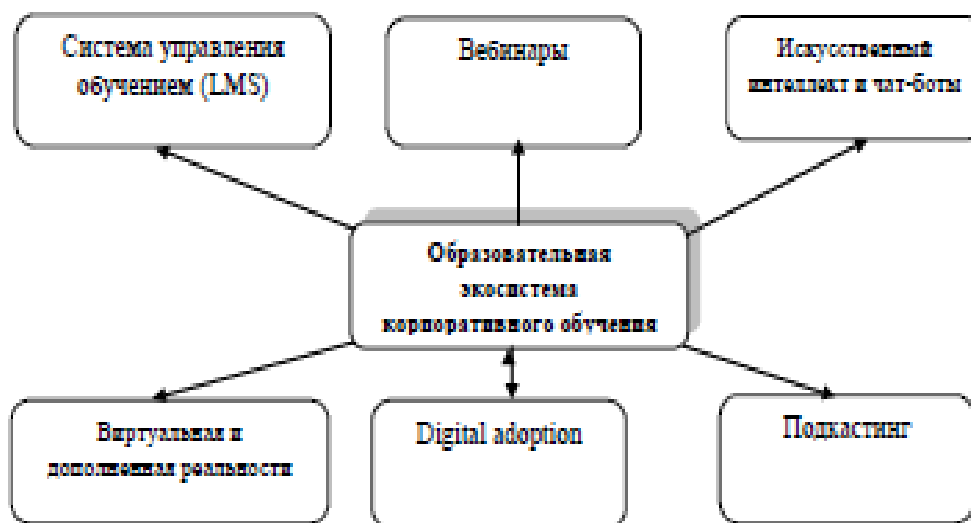 Система управления
обучением (LMS)
Вебинары
Искусственный
интеллект и чат-боты
Образовательная
экосистема
корпоративного обучения
Виртуальная и
дополненная реальности
Digital adoption
Подкастинг